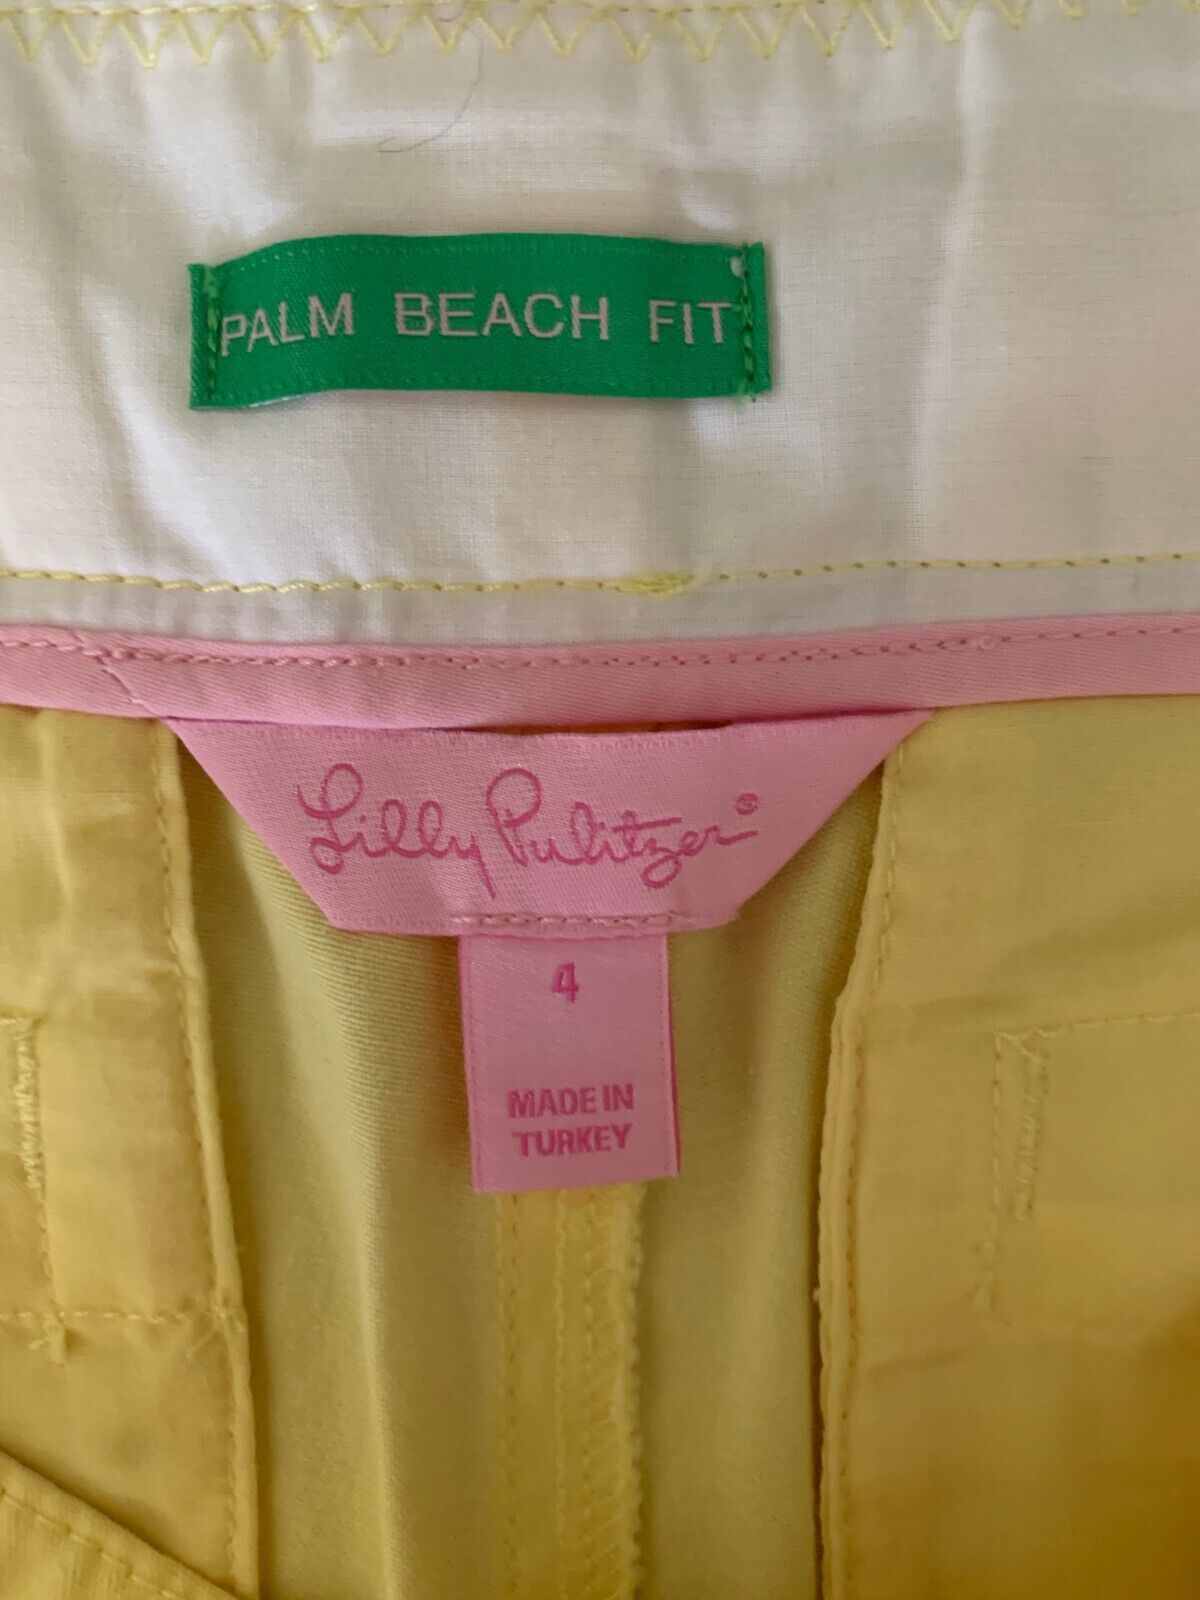 PALM BEACH FIT
Lilly Pulitzer®
4
MADE IN
TURKEY